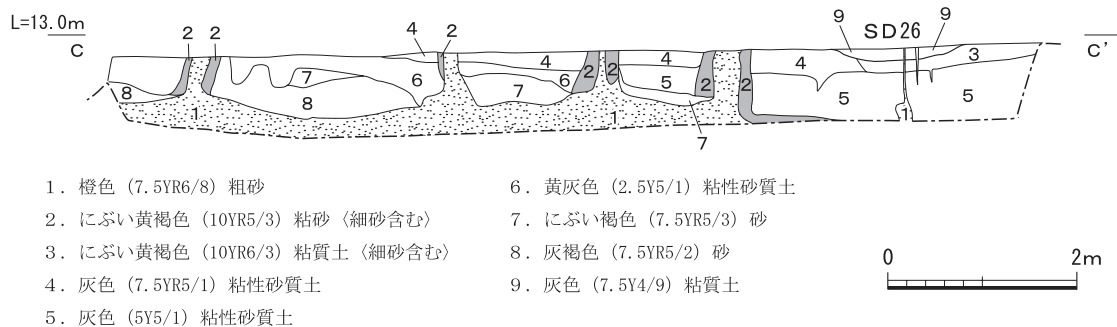 L=13.0m
C
2 2 4 2 9 SD26 9
C'
8 7 8 6 4 7 6 2 2 4 5 2 2 4 3
5 5
1 1 1
7
1．橙色（7.5YR6/8）粗砂
2．にぶい黄褐色（10YR5/3）粘砂〈細砂含む〉
3．にぶい黄褐色（10YR6/3）粘質土〈細砂含む〉
4．灰色（7.5YR5/1）粘性砂質土
5．灰色（5Y5/1）粘性砂質土
6．黄灰色（2.5Y5/1）粘性砂質土
7．にぶい褐色（7.5YR5/3）砂
8．灰褐色（7.5YR5/2）砂
9．灰色（7.5Y4/9）粘質土
0 2m